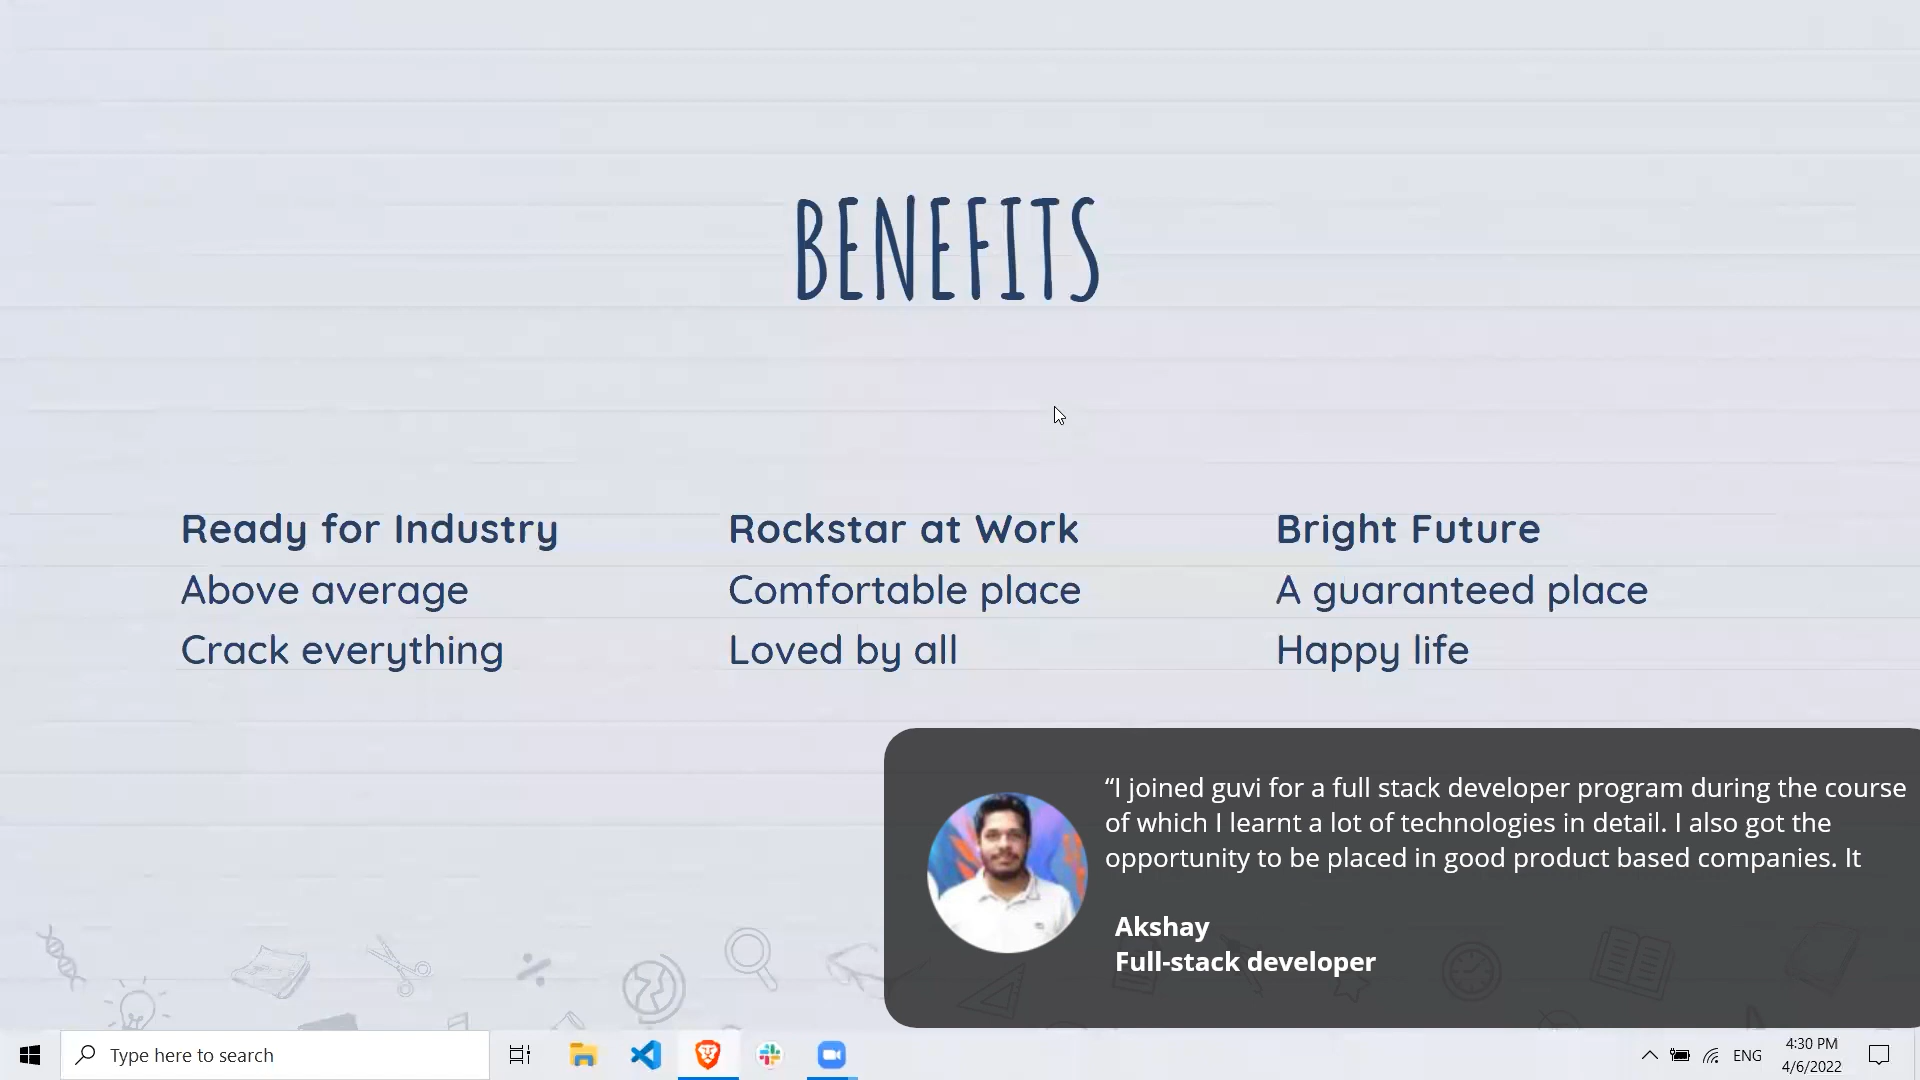 BENEFITS
Ready for Industry
Above average
Crack everything
Rockstar at Work
Comfortable place
Loved by all
Bright Future
A guaranteed place
Happy life
“I joined guvi for a full stack developer program during the course
of which I learnt a lot of technologies in detail. I also got the
opportunity to be placed in good product based companies. It
Akshay
Full-stack developer
Type here to search
ENG
4:30 PM
4/6/2022